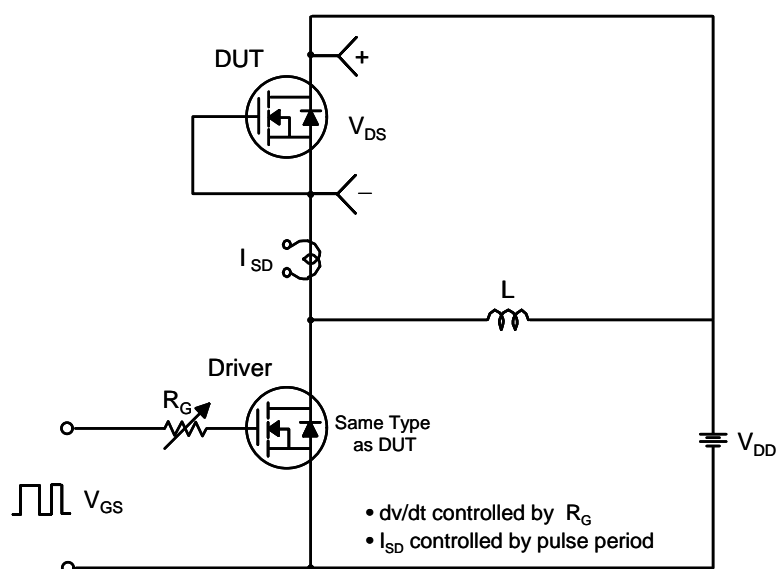 DUT
+
V_DS
−
I_SD
L
Driver
R_G
Same Type
as DUT
V_DD
V_GS
• dv/dt controlled by R_G
• I_SD controlled by pulse period